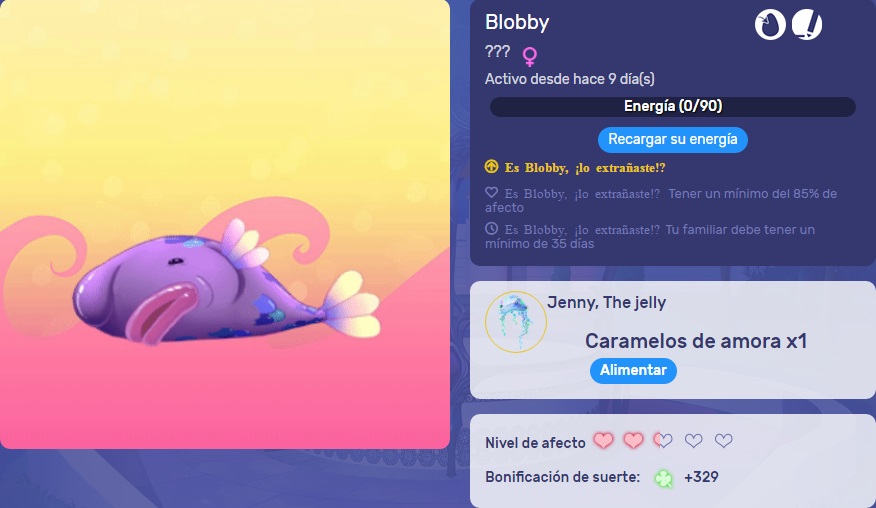 Blobby
???
Activo desde hace 9 día(s)
Energía (0/90)
Recargar su energía
Es Blobby, ¡lo extrañaste!?
Es Blobby, ¡lo extrañaste!? Tener un mínimo del 85% de
afecto
Es Blobby, ¡lo extrañaste!? Tu familiar debe tener un
mínimo de 35 días
Jenny, The jelly
Caramelos de amora x1
Alimentar
Nivel de afecto
Bonificación de suerte: +329